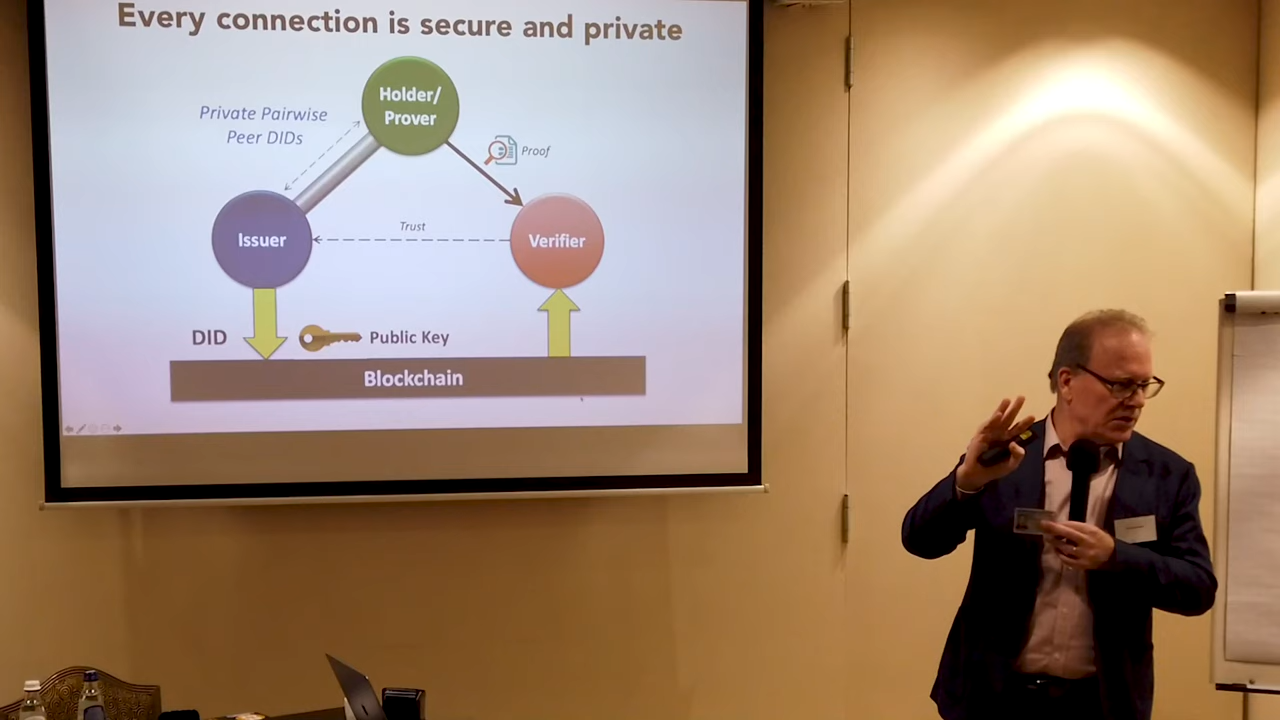 Every connection is secure and private
Holder/
Prover
Private Pairwise
Peer DIDs
Proof
Issuer
Trust
Verifier
DID
Public Key
Blockchain